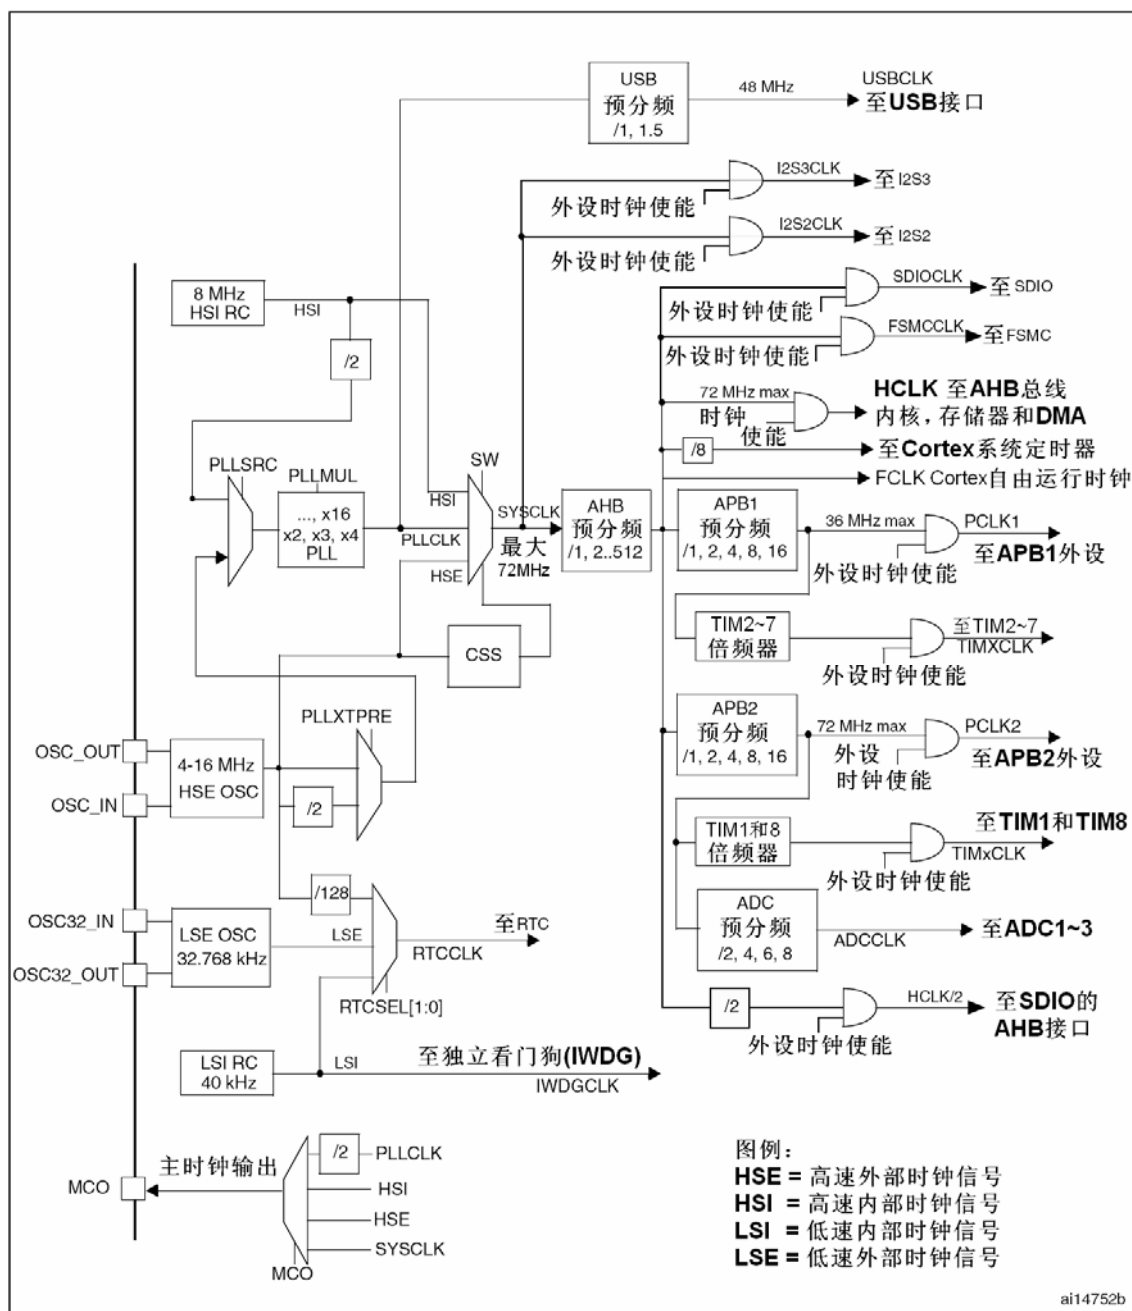 USB
预分频
/1, 1.5
48 MHz
USBCLK
至USB接口
I2S3CLK
至I2S3
外设时钟使能
I2S2CLK
至I2S2
外设时钟使能
8 MHz
HSI RC
HSI
/2
SDIOCLK
至SDIO
外设时钟使能
FSMCCLK
至FSMC
外设时钟使能
72 MHz max
时钟
使能
HCLK 至AHB总线
内核，存储器和DMA
/8
至Cortex系统定时器
FCLK Cortex自由运行时钟
PLLSRC
PLLMUL
..., x16
x2, x3, x4
PLL
SW
HSI
PLLCLK
HSE
SYSCLK
最大
72MHz
AHB
预分频
/1, 2..512
APB1
预分频
/1, 2, 4, 8, 16
36 MHz max
PCLK1
至APB1外设
外设时钟使能
CSS
TIM2~7
倍频器
至TIM2~7
TIMXCLK
外设时钟使能
PLLXTPRE
OSC_OUT
OSC_IN
4-16 MHz
HSE OSC
/2
APB2
预分频
/1, 2, 4, 8, 16
72 MHz max
PCLK2
至APB2外设
外设
时钟使能
TIM1和8
倍频器
至TIM1和TIM8
TIMxCLK
外设时钟使能
/128
OSC32_IN
OSC32_OUT
LSE OSC
32.768 kHz
LSE
RTCCLK
至RTC
RTCSEL[1:0]
ADC
预分频
/2, 4, 6, 8
ADCCLK
至ADC1~3
/2
HCLK/2
至SDIO的
AHB接口
外设时钟使能
LSI RC
40 kHz
LSI
至独立看门狗(IWDG)
IWDGCLK
MCO
主时钟输出
/2
PLLCLK
HSI
HSE
SYSCLK
MCO
图例：
HSE = 高速外部时钟信号
HSI = 高速内部时钟信号
LSI = 低速内部时钟信号
LSE = 低速外部时钟信号
ai14752b